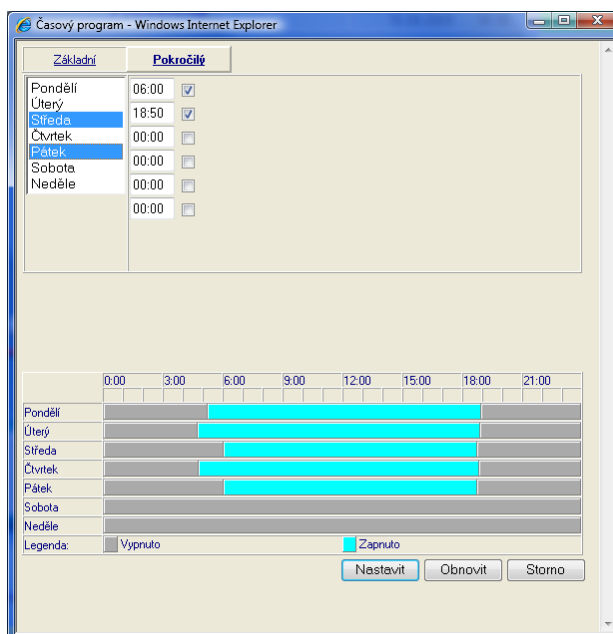 Časový program - Windows Internet Explorer
Základní Pokročilý
Pondělí 06:00
Úterý 18:50
Středa
Čtvrtek 00:00
Pátek 00:00
Sobota
Neděle 00:00
00:00
0:00 3:00 6:00 9:00 12:00 15:00 18:00 21:00
Pondělí
Úterý
Středa
Čtvrtek
Pátek
Sobota
Neděle
Legenda: Vypnuto Zapnuto
Nastavit Obnovit Storno